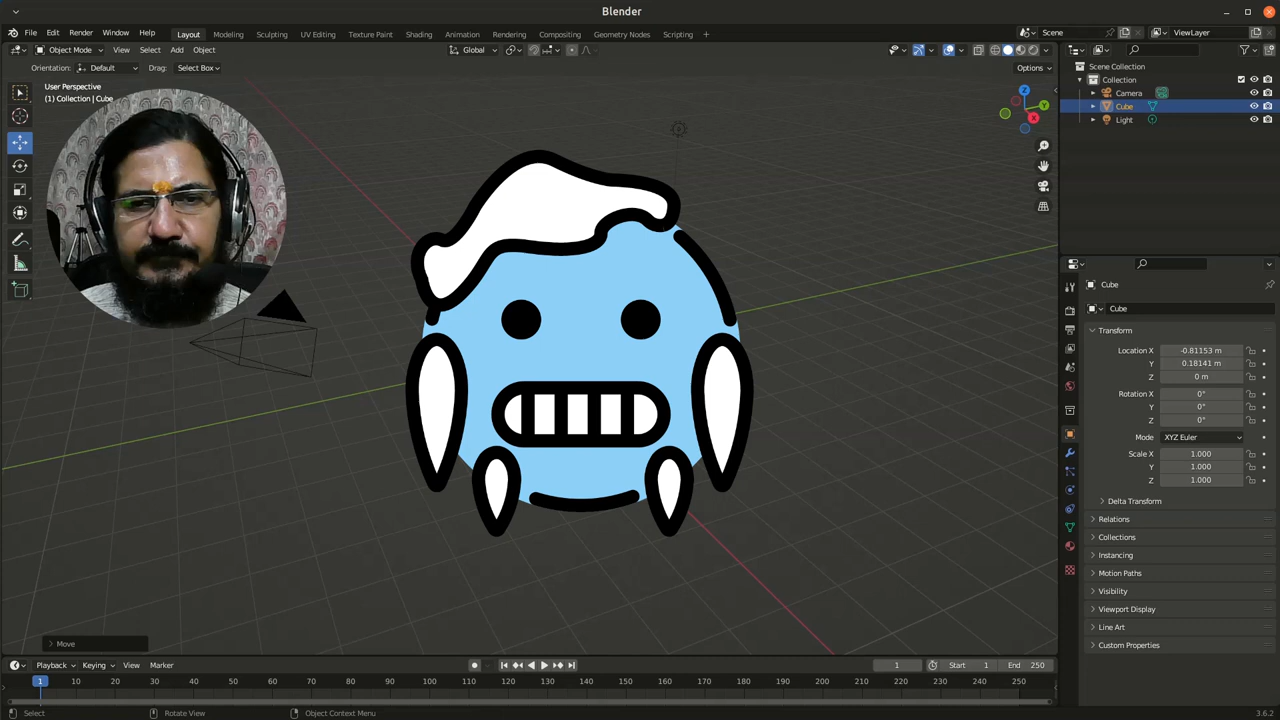 Blender
File Edit Render Window Help Layout Modeling Sculpting UV Editing Texture Paint Shading Animation Rendering Compositing Geometry Nodes Scripting + Scene ViewLayer
Object Mode View Select Add Object Global
Orientation: Default Drag: Select Box Options
User Perspective
(1) Collection | Cube
Z
Y
X
Scene Collection
Collection
Camera
Cube
Light
Cube
Cube
Transform
Location X -0.81153 m
Y 0.18141 m
Z 0 m
Rotation X 0°
Y 0°
Z 0°
Mode XYZ Euler
Scale X 1.000
Y 1.000
Z 1.000
Delta Transform
Relations
Collections
Instancing
Motion Paths
Visibility
Viewport Display
Line Art
Custom Properties
Move
Playback Keying View Marker 1 Start 1 End 250
1 10 20 30 40 50 60 70 80 90 100 110 120 130 140 150 160 170 180 190 200 210 220 230 240 250
Select Rotate View Object Context Menu 3.6.2